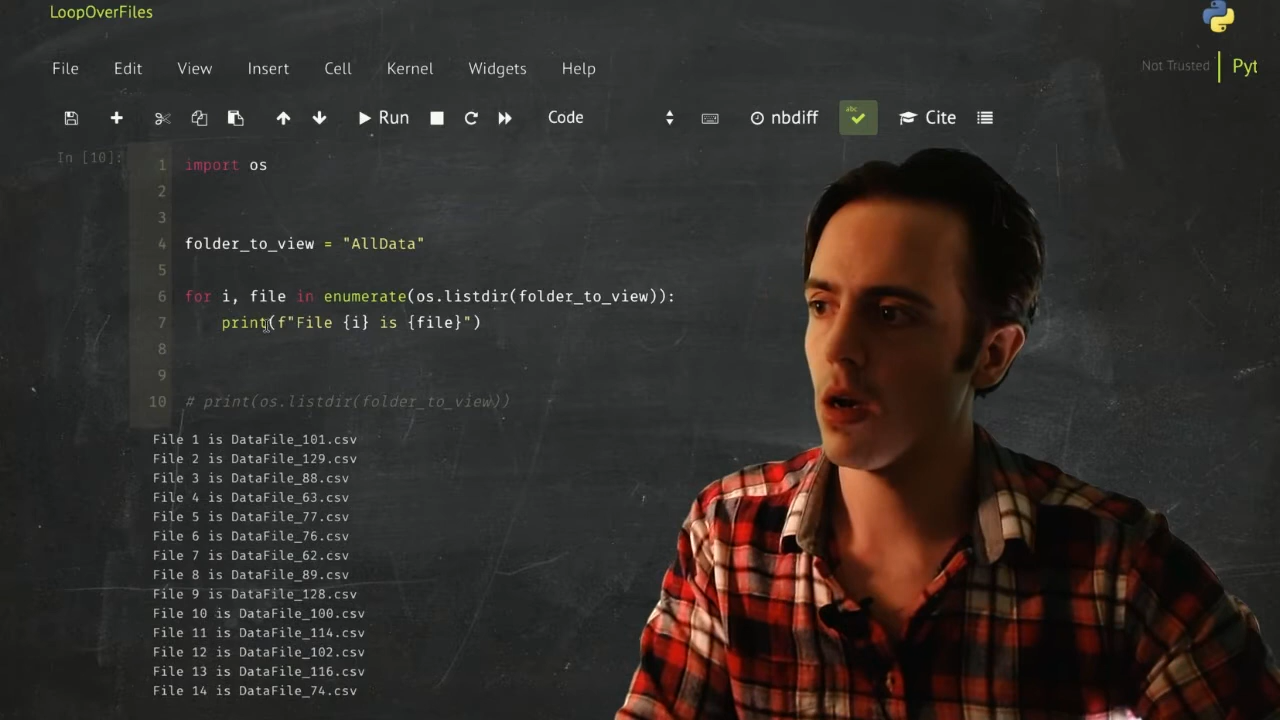 LoopOverFiles
File Edit View Insert Cell Kernel Widgets Help
Not Trusted Pyt
Run Code nbdiff abc Cite
In [10]:
1 import os
2
3
4 folder_to_view = "AllData"
5
6 for i, file in enumerate(os.listdir(folder_to_view)):
7 print(f"File {i} is {file}")
8
9
10 # print(os.listdir(folder_to_view))
File 1 is DataFile_101.csv
File 2 is DataFile_129.csv
File 3 is DataFile_88.csv
File 4 is DataFile_63.csv
File 5 is DataFile_77.csv
File 6 is DataFile_76.csv
File 7 is DataFile_62.csv
File 8 is DataFile_89.csv
File 9 is DataFile_128.csv
File 10 is DataFile_100.csv
File 11 is DataFile_114.csv
File 12 is DataFile_102.csv
File 13 is DataFile_116.csv
File 14 is DataFile_74.csv